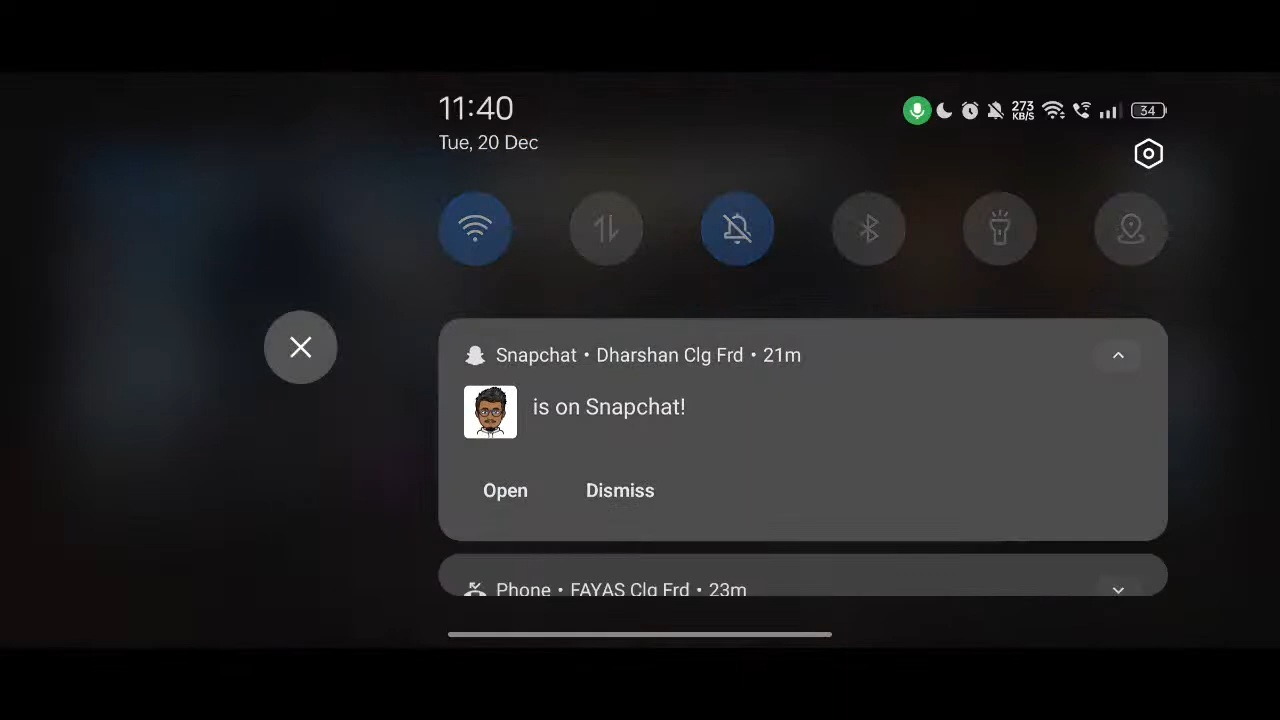 11:40
273
KB/S
34
Tue, 20 Dec
Snapchat • Dharshan Clg Frd • 21m
is on Snapchat!
Open Dismiss
Phone • FAYAS Clg Frd • 23m